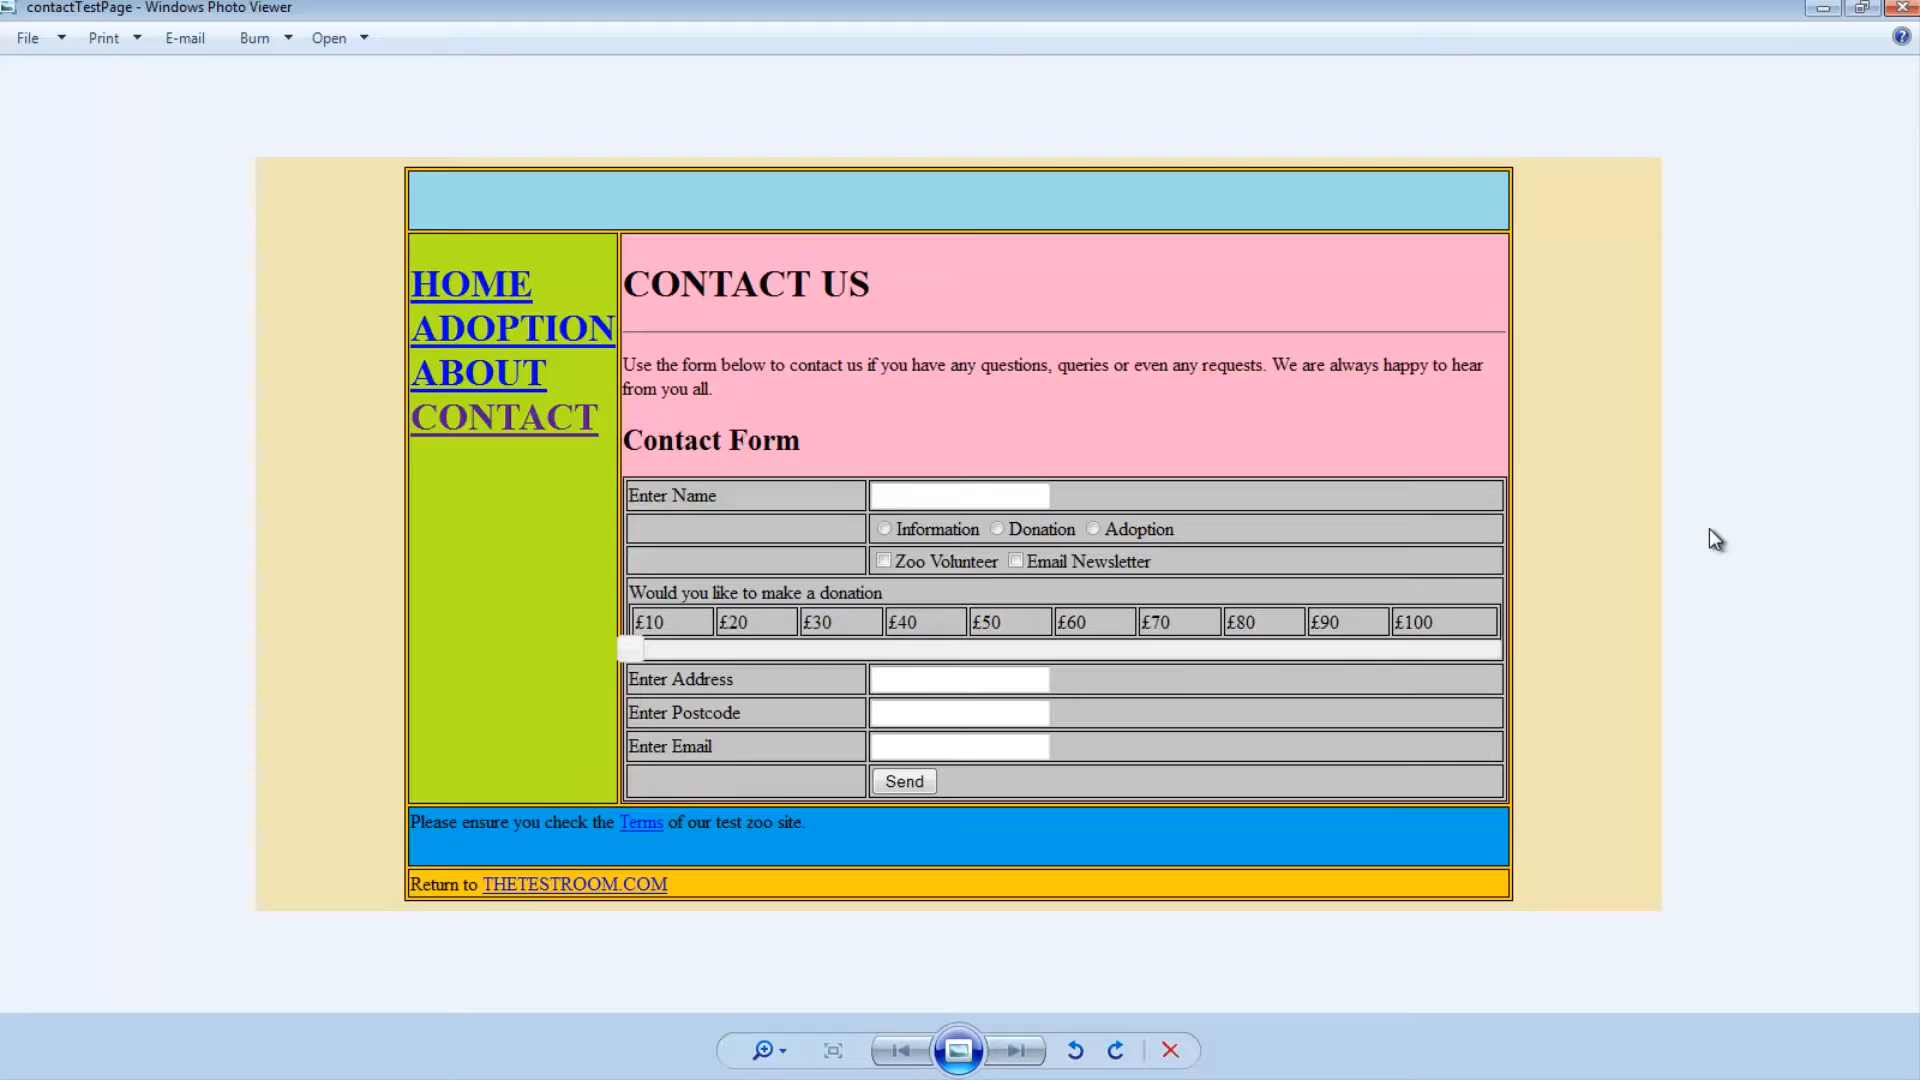 contactTestPage - Windows Photo Viewer
File Print E-mail Burn Open
HOME
ADOPTION
ABOUT
CONTACT
CONTACT US
Use the form below to contact us if you have any questions, queries or even any requests. We are always happy to hear
from you all.
Contact Form
Enter Name
Information Donation Adoption
Zoo Volunteer Email Newsletter
Would you like to make a donation
£10 £20 £30 £40 £50 £60 £70 £80 £90 £100
Enter Address
Enter Postcode
Enter Email
Send
Please ensure you check the Terms of our test zoo site.
Return to THETESTROOM.COM